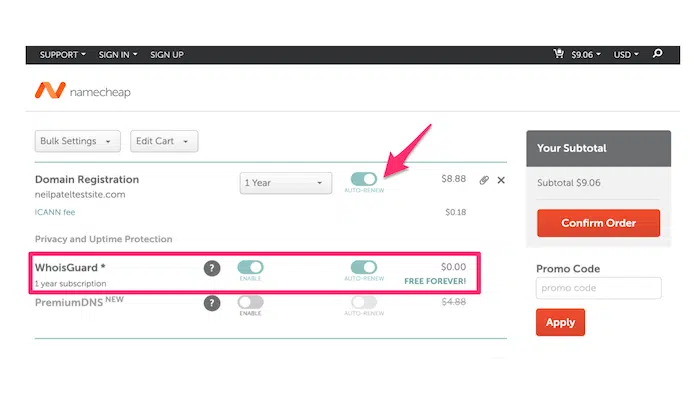 SUPPORT SIGN IN SIGN UP $9.06 USD
namecheap
Bulk Settings Edit Cart
Your Subtotal
Domain Registration 1 Year AUTO-RENEW $8.88
neilpateltestsite.com
Subtotal $9.06
ICANN fee $0.18
Confirm Order
Privacy and Uptime Protection
WhoisGuard * ? ENABLE AUTO-RENEW $0.00
1 year subscription FREE FOREVER!
Promo Code
promo code
PremiumDNS NEW ? ENABLE AUTO-RENEW $4.88
Apply